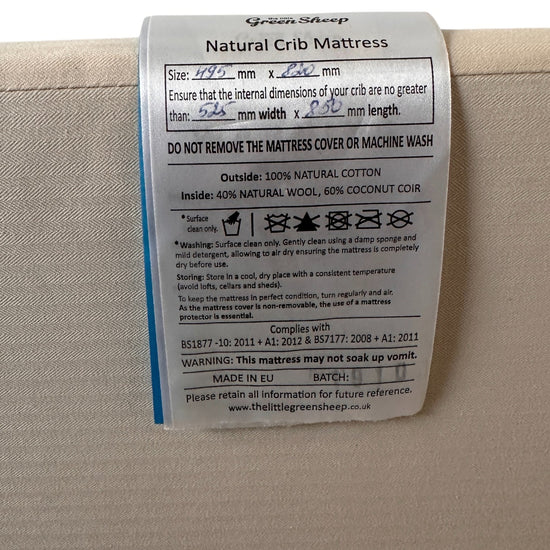 the little
Green Sheep
Natural Crib Mattress
Size: 495 mm x 820 mm
Ensure that the internal dimensions of your crib are no greater
than: 525 mm width x 850 mm length.
DO NOT REMOVE THE MATTRESS COVER OR MACHINE WASH
Outside: 100% NATURAL COTTON
Inside: 40% NATURAL WOOL, 60% COCONUT COIR
* Surface
clean only.
* Washing: Surface clean only. Gently clean using a damp sponge and
mild detergent, allowing to air dry ensuring the mattress is completely
dry before use.
Storing: Store in a cool, dry place with a consistent temperature
(avoid lofts, cellars and sheds).
To keep the mattress in perfect condition, turn regularly and air.
As the mattress cover is non-removable, the use of a mattress
protector is essential.
Complies with
BS1877 -10: 2011 + A1: 2012 & BS7177: 2008 + A1: 2011
WARNING: This mattress may not soak up vomit.
MADE IN EU BATCH:
Please retain all information for future reference.
www.thelittlegreensheep.co.uk